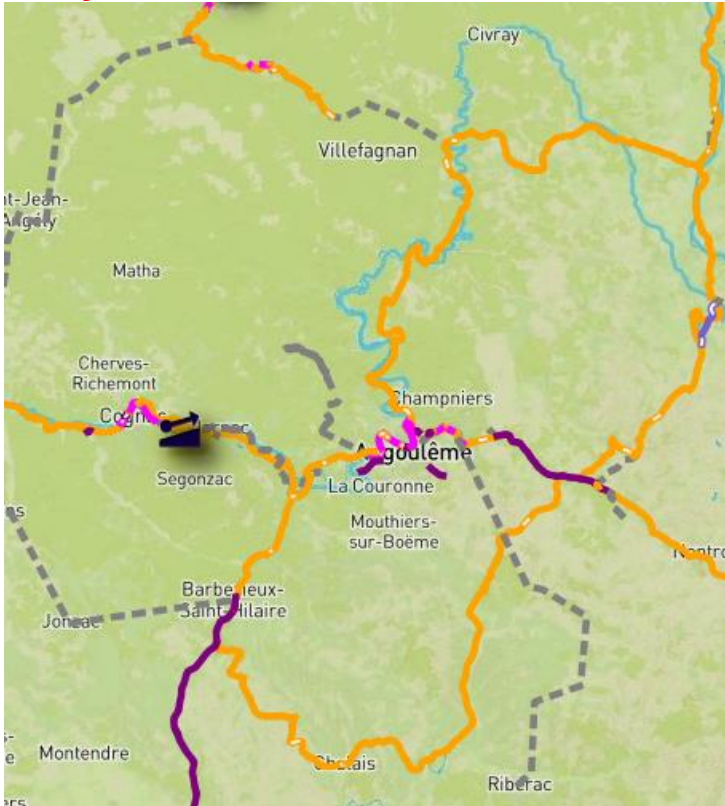 Civray
Villefagnan
nt-Jean-
Angély
Matha
Cherves-
Richemont
Champniers
Segonzac
La Couronne
Mouthiers-
sur-Boëme
Barbezieux-
Saint-Hilaire
Jonzac
Montendre
Chalais
Ribérac